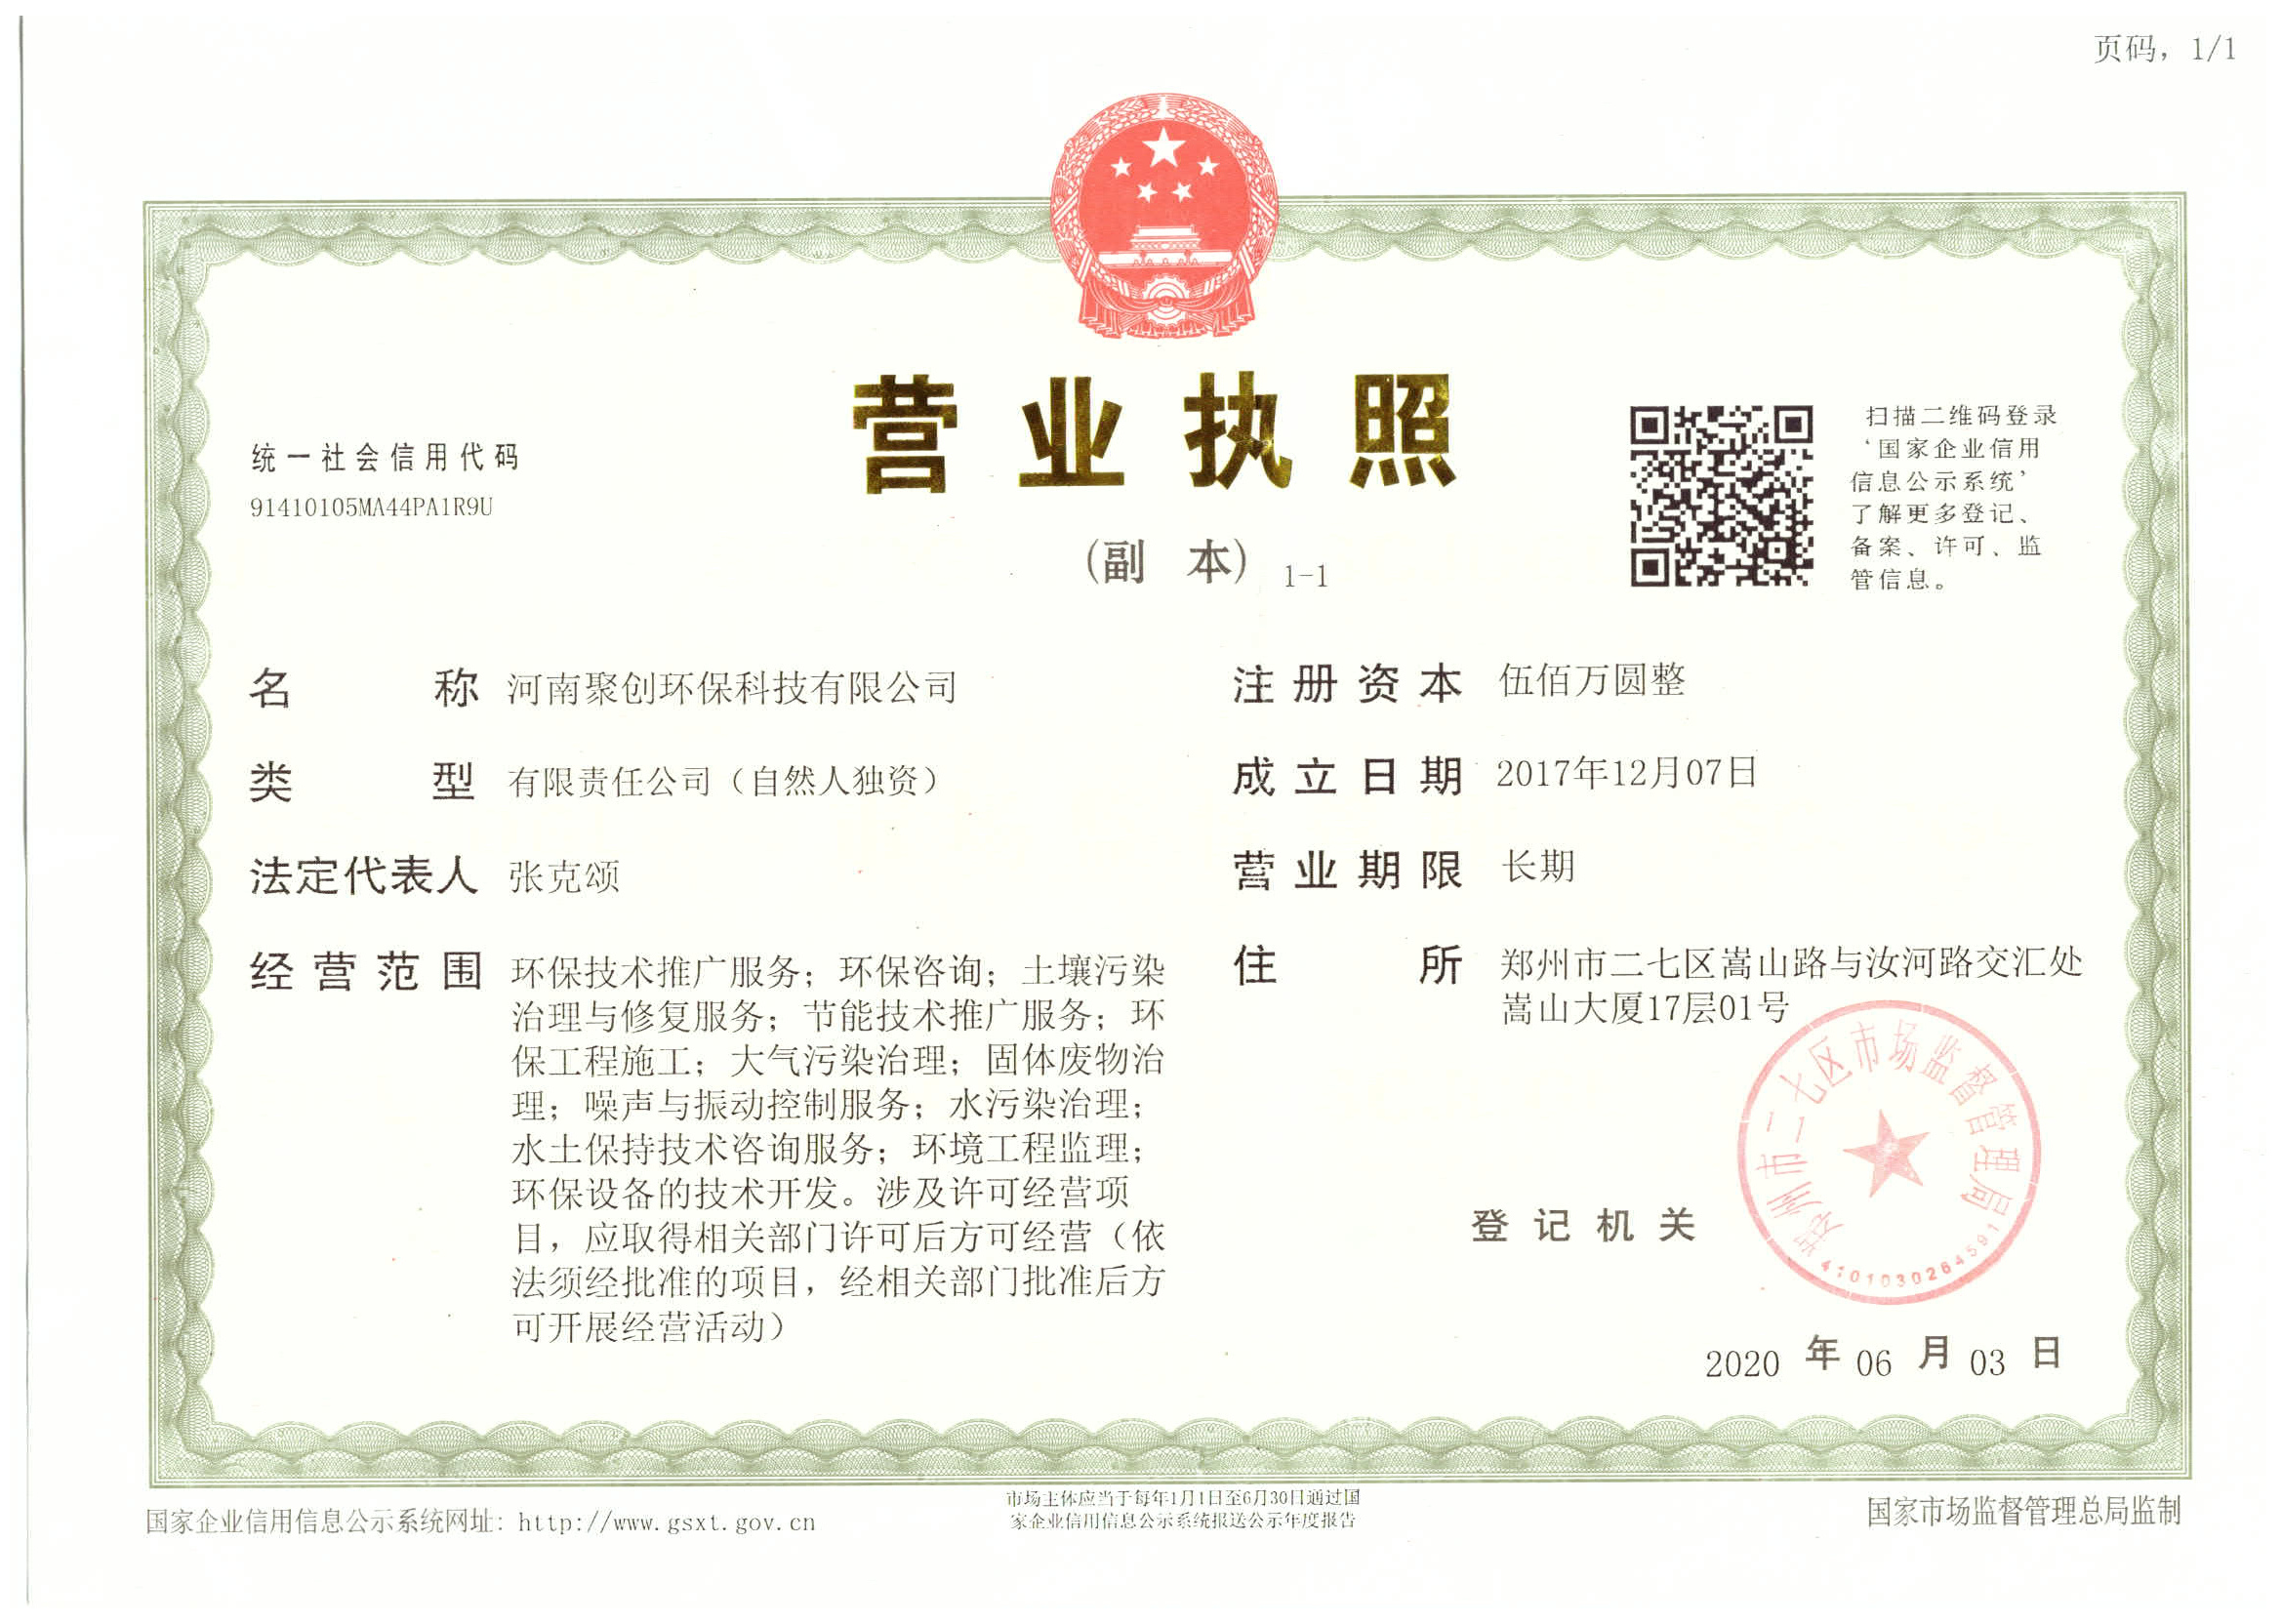 页码，1/1
营业执照
(副 本) 1-1
统一社会信用代码
91410105MA44PA1R9U
扫描二维码登录
‘国家企业信用
信息公示系统’
了解更多登记、
备案、许可、监
管信息。
名 称 河南聚创环保科技有限公司
类 型 有限责任公司（自然人独资）
法定代表人 张克颂
经营范围 环保技术推广服务；环保咨询；土壤污染
治理与修复服务；节能技术推广服务；环
保工程施工；大气污染治理；固体废物治
理；噪声与振动控制服务；水污染治理；
水土保持技术咨询服务；环境工程监理；
环保设备的技术开发。涉及许可经营项
目，应取得相关部门许可后方可经营（依
法须经批准的项目，经相关部门批准后方
可开展经营活动）
注册资本 伍佰万圆整
成立日期 2017年12月07日
营业期限 长期
住 所 郑州市二七区嵩山路与汝河路交汇处
嵩山大厦17层01号
登记机关
郑州市二七区市场监督管理局
4101030264591
2020 年 06 月 03 日
国家企业信用信息公示系统网址：http://www.gsxt.gov.cn
市场主体应当于每年1月1日至6月30日通过国
家企业信用信息公示系统报送公示年度报告
国家市场监督管理总局监制